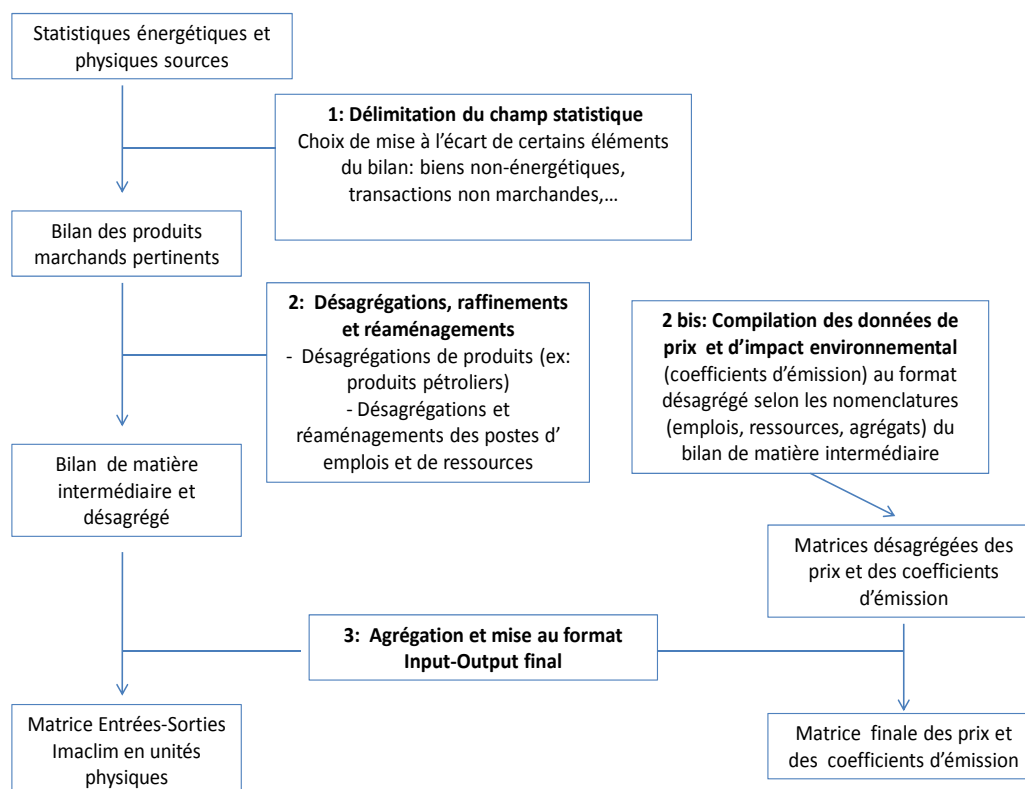 Statistiques énergétiques et
physiques sources
1: Délimitation du champ statistique
Choix de mise à l'écart de certains éléments
du bilan: biens non-énergétiques,
transactions non marchandes,...
Bilan des produits
marchands pertinents
2: Désagrégations, raffinements
et réaménagements
- Désagrégations de produits (ex:
produits pétroliers)
- Désagrégations et
réaménagements des postes d'
emplois et de ressources
2 bis: Compilation des données de
prix et d'impact environnemental
(coefficients d'émission) au format
désagrégé selon les nomenclatures
(emplois, ressources, agrégats) du
bilan de matière intermédiaire
Bilan de matière
intermédiaire et
désagrégé
Matrices désagrégées des
prix et des coefficients
d'émission
3: Agrégation et mise au format
Input-Output final
Matrice Entrées-Sorties
Imaclim en unités
physiques
Matrice finale des prix et
des coefficients d'émission